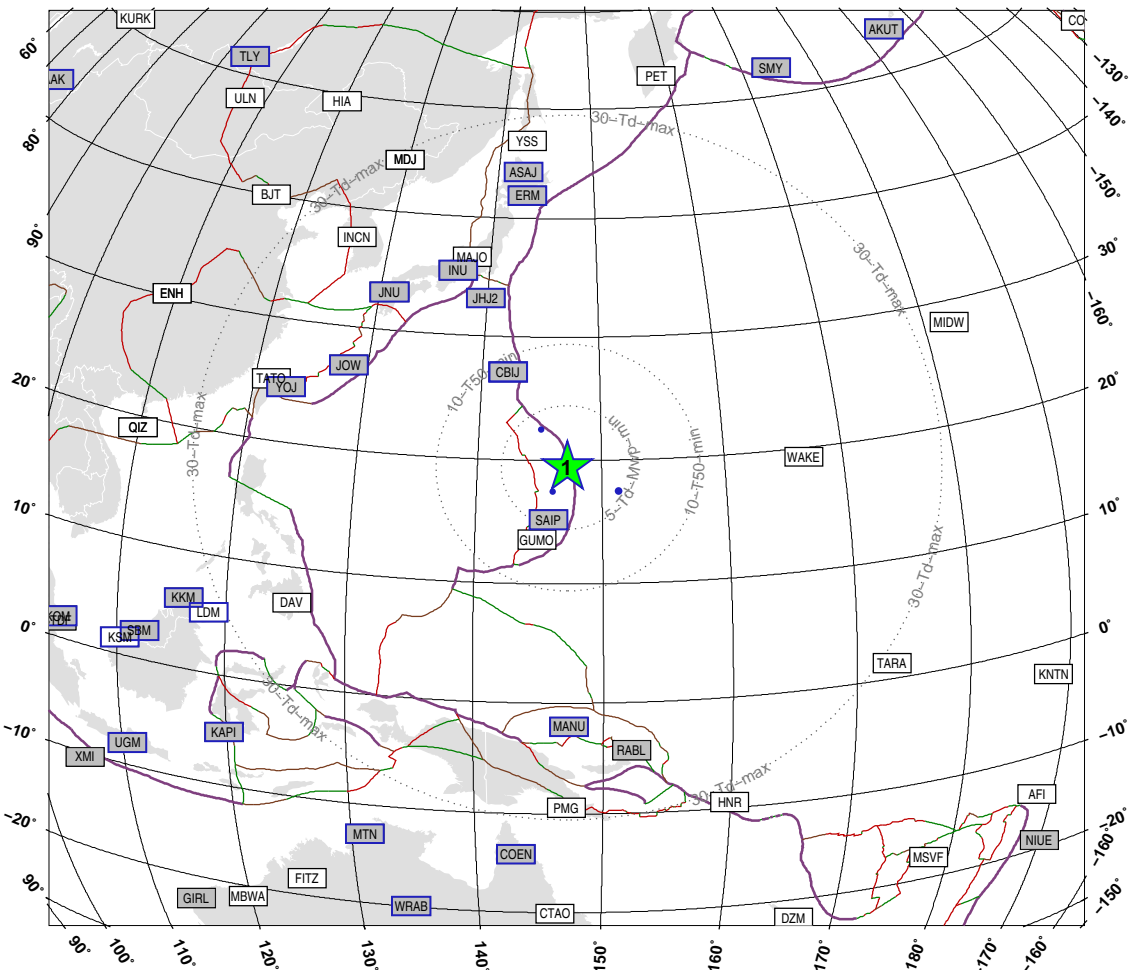 KURK
CO
AKUT
60°
TLY
SMY
PET
-130°
AK
ULN
HIA
-140°
30-Td-max
80°
YSS
MDJ
30-Td-max
ASAJ
BJT
ERM
-150°
90°
INCN
30°
MAJO
INU
30-Td-max
JNU
ENH
JHJ2
-160°
MIDW
10-T50-min
JOW
CBIJ
20°
TATO
YOJ
20°
30-Td-max
QIZ
5-Td-Mwp-min
10-T50-min
1
WAKE
10°
10°
SAIP
GUMO
30-Td-max
KKM
DAV
LDM
KOM
0°
KSM
SBM
0°
TARA
KNTN
30-Td-max
-10°
KAPI
MANU
-10°
UGM
XMI
RABL
30-Td-max
HNR
AFI
PMG
-20°
MTN
-20°
NIUE
-160°
COEN
MSVF
FITZ
90°
GIRL
MBWA
WRAB
-150°
CTAO
DZM
90°
100°
110°
120°
130°
140°
150°
160°
170°
180°
-170°
-160°